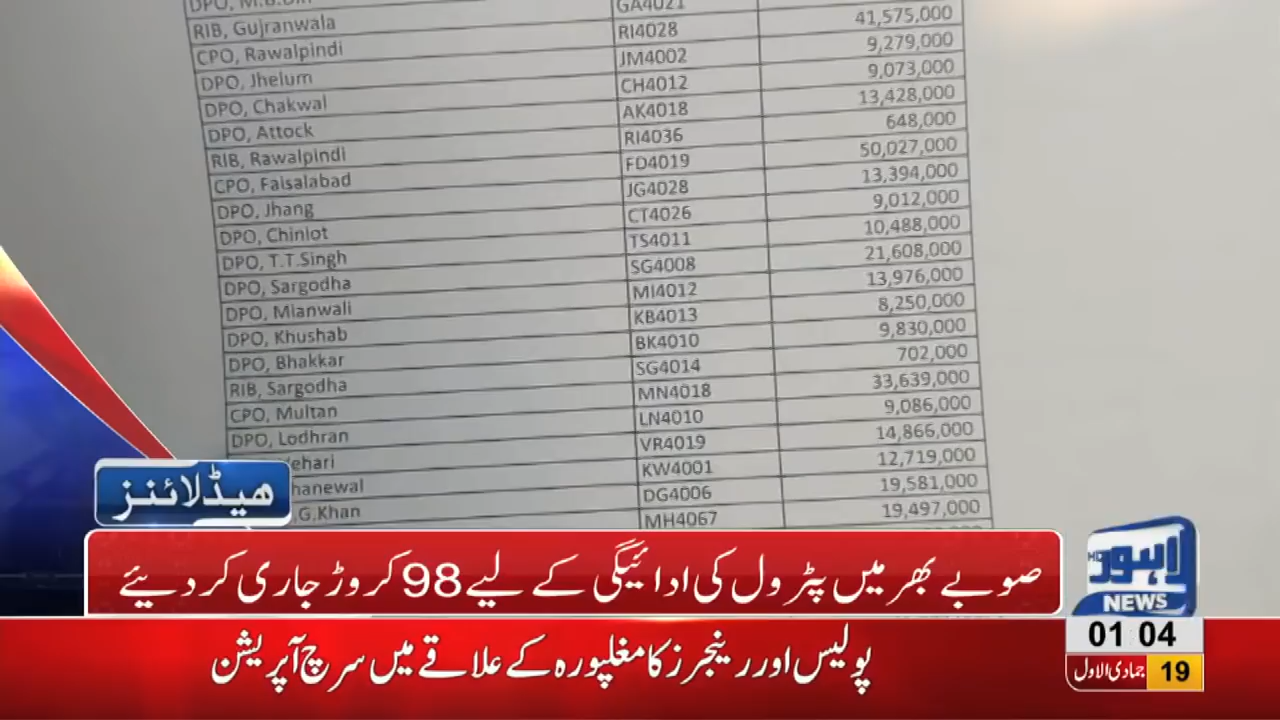 DPO, M.B.Din
RIB, Gujranwala GA4021
CPO, Rawalpindi RI4028 41,575,000
DPO, Jhelum JM4002 9,279,000
DPO, Chakwal CH4012 9,073,000
DPO, Attock AK4018 13,428,000
RIB, Rawalpindi RI4036 648,000
CPO, Faisalabad FD4019 50,027,000
DPO, Jhang JG4028 13,394,000
DPO, Chiniot CT4026 9,012,000
DPO, T.T.Singh TS4011 10,488,000
DPO, Sargodha SG4008 21,608,000
DPO, Mianwali MI4012 13,976,000
DPO, Khushab KB4013 8,250,000
DPO, Bhakkar BK4010 9,830,000
RIB, Sargodha SG4014 702,000
CPO, Multan MN4018 33,639,000
DPO, Lodhran LN4010 9,086,000
ehari VR4019 14,866,000
hanewal KW4001 12,719,000
.G.Khan DG4006 19,581,000
MH4067 19,497,000
ہیڈلائنز
صوبے بھر میں پٹرول کی ادائیگی کے لیے 98 کروڑ جاری کر دیئے
لاہور
NEWS
پولیس اور رینجرز کا مغلپورہ کے علاقے میں سرچ آپریشن
01 04
19 جمادی الاول